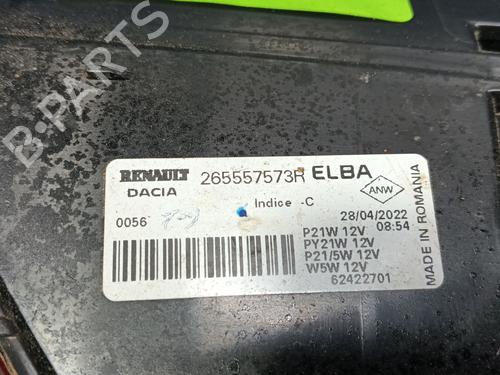 B-PARTS
RENAULT 265557573R ELBA
DACIA
Indice -C
ANW
0056
28/04/2022
08:54
P21W 12V
PY21W 12V
P21/5W 12V
W5W 12V
62422701
MADE IN ROMANIA